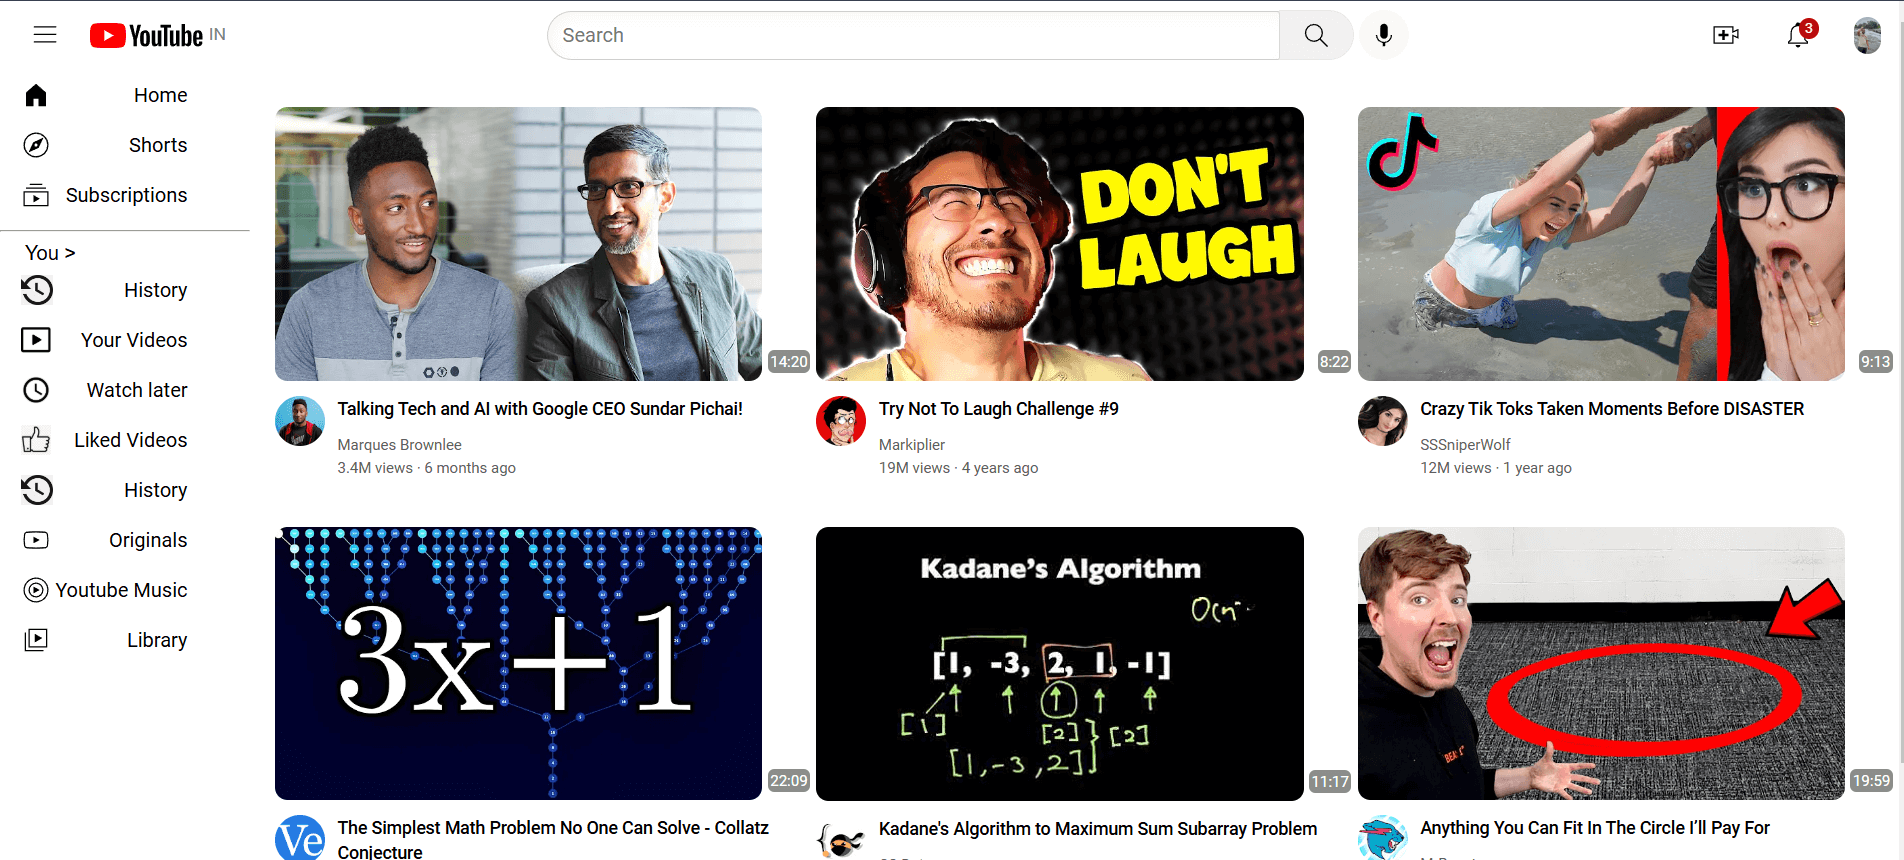 YouTube IN
Search
3
Home
Shorts
Subscriptions
You >
History
Your Videos
Watch later
Liked Videos
History
Originals
Youtube Music
Library
14:20
Talking Tech and AI with Google CEO Sundar Pichai!
Marques Brownlee
3.4M views · 6 months ago
DON'T
LAUGH
8:22
Try Not To Laugh Challenge #9
Markiplier
19M views · 4 years ago
9:13
Crazy Tik Toks Taken Moments Before DISASTER
SSSniperWolf
12M views · 1 year ago
3x+1
22:09
Ve
The Simplest Math Problem No One Can Solve - Collatz
Conjecture
Kadane's Algorithm
[1, -3, 2, 1, -1]
[1]
[2]
[2]
[1,-3,2]
11:17
Kadane's Algorithm to Maximum Sum Subarray Problem
19:59
Anything You Can Fit In The Circle I'll Pay For